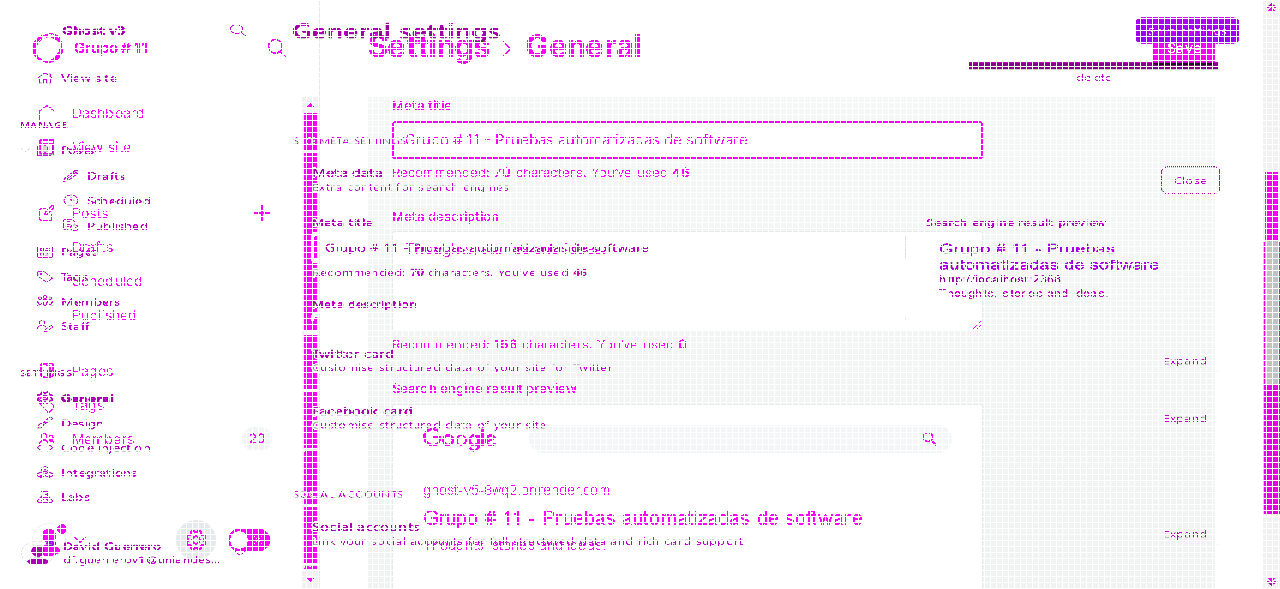 Ghost v3
Grupo # 11
View site
Dashboard
MANAGE
View site
Posts
Drafts
Scheduled
Posts
Published
Drafts
Pages
Tags
Scheduled
Members
Published
Staff
Pages
SETTINGS
General
Tags
Design
Members
20
Code injection
Integrations
Labs
David Guerrero
General settings
Settings
General
Save
Meta title
META SETTINGS
Grupo # 11 - Pruebas automatizadas de software
Meta data
Recommended: 70 characters. You've used 46
Extra content for search engines
Close
Meta title
Meta description
Search engine result preview
Grupo # 11 - Pruebas automatizadas de software
Grupo # 11 - Pruebas
automatizadas de software
Recommended: 70 characters. You've used 46
http://localhost:2368
Thoughts, stories and ideas.
Meta description
Recommended: 156 characters. You've used 0
Twitter card
Customise structured data of your site for Twitter
Expand
Search engine result preview
Facebook card
Customise structured data of your site
Expand
Google
ghost-v5-9wq2.onrender.com
SOCIAL ACCOUNTS
Grupo # 11 - Pruebas automatizadas de software
Social accounts
Link your social accounts for full structured data and rich card support
Expand
Thoughts, stories and ideas.